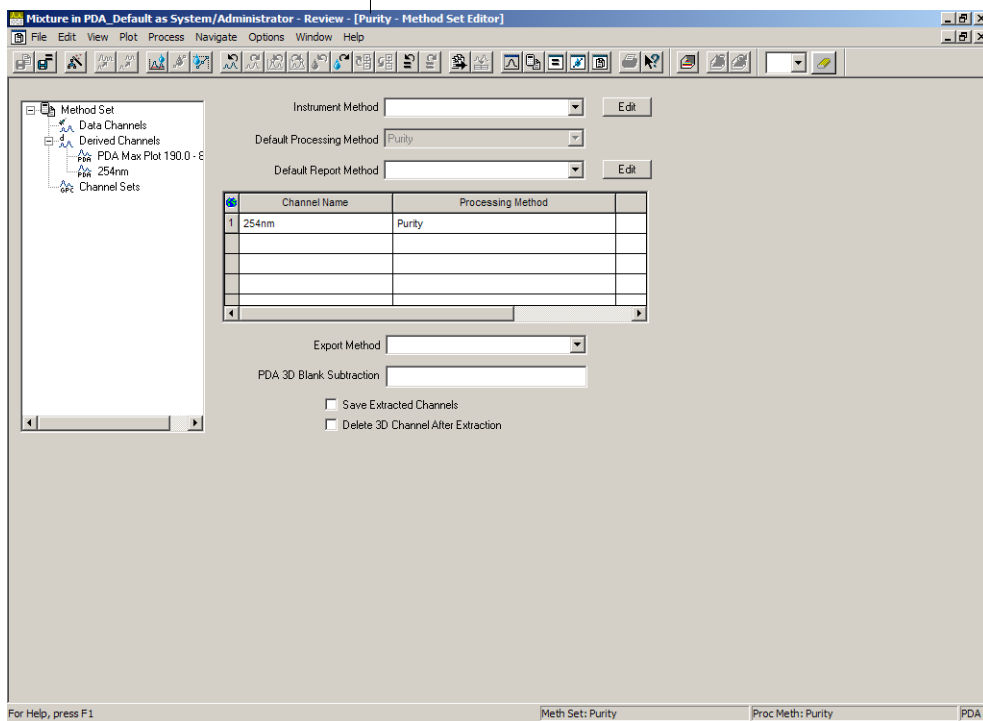 Mixture in PDA_Default as System/Administrator - Review - [Purity - Method Set Editor]
File Edit View Plot Process Navigate Options Window Help
Method Set
Data Channels
Derived Channels
PDA Max Plot 190.0 - 8
254nm
Channel Sets
Instrument Method
Edit
Default Processing Method Purity
Default Report Method
Edit
Channel Name Processing Method
1 254nm Purity
Export Method
PDA 3D Blank Subtraction
Save Extracted Channels
Delete 3D Channel After Extraction
For Help, press F1 Meth Set: Purity Proc Meth: Purity PDA